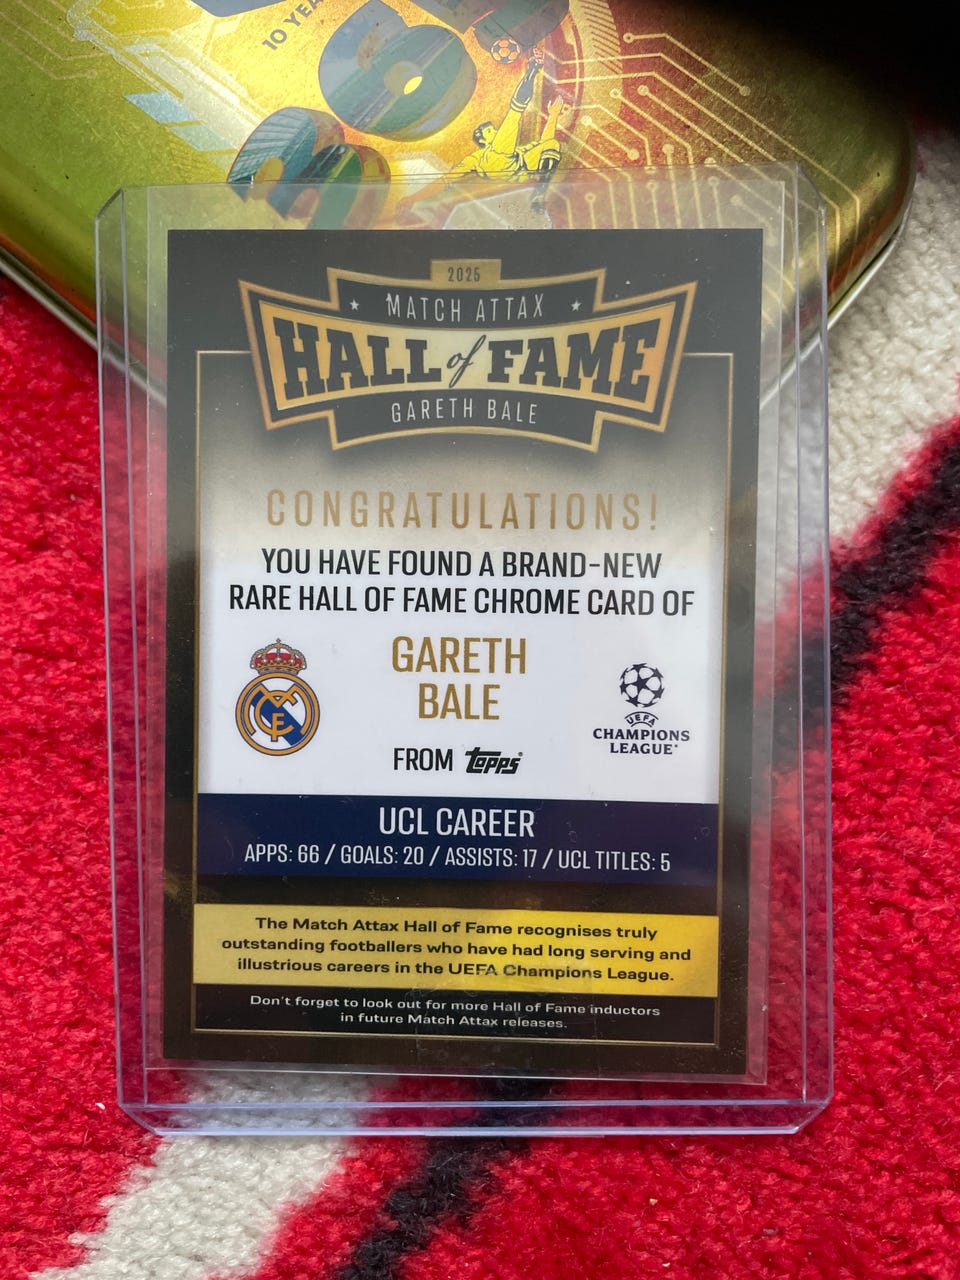 10 YEA
2025
MATCH ATTAX
HALL of FAME
GARETH BALE
CONGRATULATIONS!
YOU HAVE FOUND A BRAND-NEW
RARE HALL OF FAME CHROME CARD OF
GARETH
BALE
FROM Topps
UEFA
CHAMPIONS
LEAGUE
UCL CAREER
APPS: 66 / GOALS: 20 / ASSISTS: 17 / UCL TITLES: 5
The Match Attax Hall of Fame recognises truly
outstanding footballers who have had long serving and
illustrious careers in the UEFA Champions League.
Don't forget to look out for more Hall of Fame inductors
in future Match Attax releases.